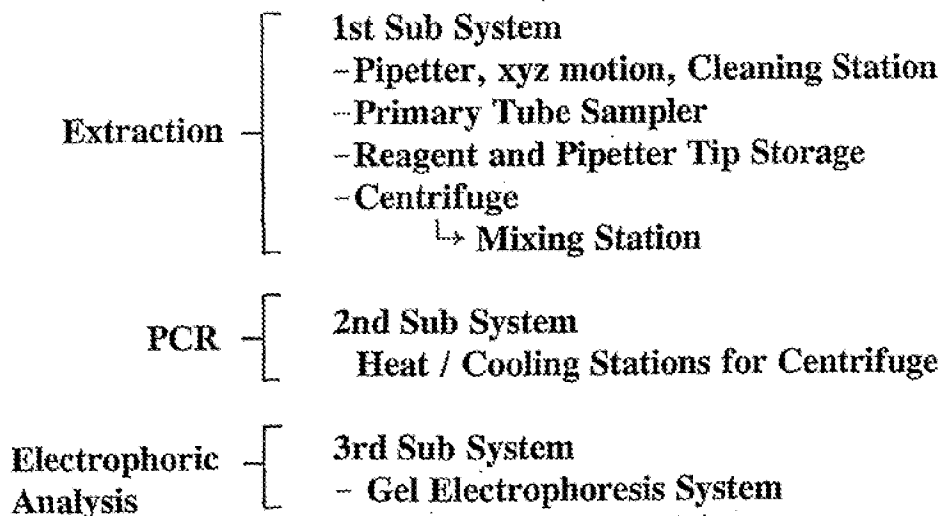 Extraction
1st Sub System
-Pipetter, xyz motion, Cleaning Station
-Primary Tube Sampler
-Reagent and Pipetter Tip Storage
-Centrifuge
↳ Mixing Station
PCR
2nd Sub System
Heat / Cooling Stations for Centrifuge
Electrophoric
Analysis
3rd Sub System
- Gel Electrophoresis System